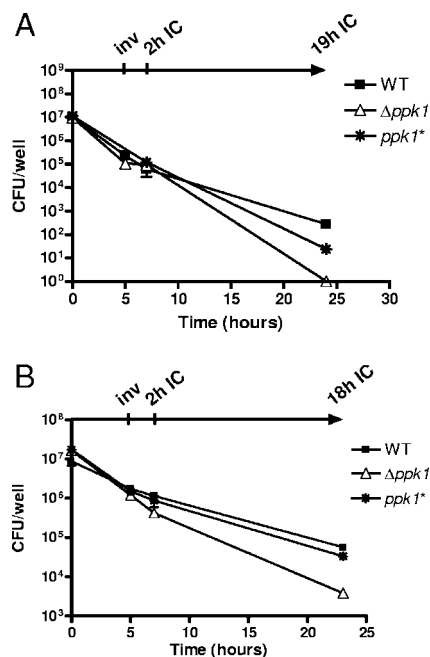 A
inv 2h IC 19h IC
10⁹
10⁸
10⁷
10⁶
10⁵
10⁴
10³
10²
10¹
10⁰
CFU/well
0 5 10 15 20 25 30
Time (hours)
WT
Δppk1
ppk1*
B
inv 2h IC 18h IC
10⁸
10⁷
10⁶
10⁵
10⁴
10³
CFU/well
0 5 10 15 20 25
Time (hours)
WT
Δppk1
ppk1*